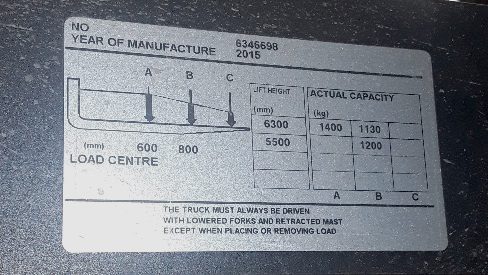 NO 6346698
YEAR OF MANUFACTURE 2015
A B C
(mm) 600 800
LOAD CENTRE
LIFT HEIGHT ACTUAL CAPACITY
(mm) (kg)
6300 1400 1130
5500 1200
A B C
THE TRUCK MUST ALWAYS BE DRIVEN
WITH LOWERED FORKS AND RETRACTED MAST
EXCEPT WHEN PLACING OR REMOVING LOAD